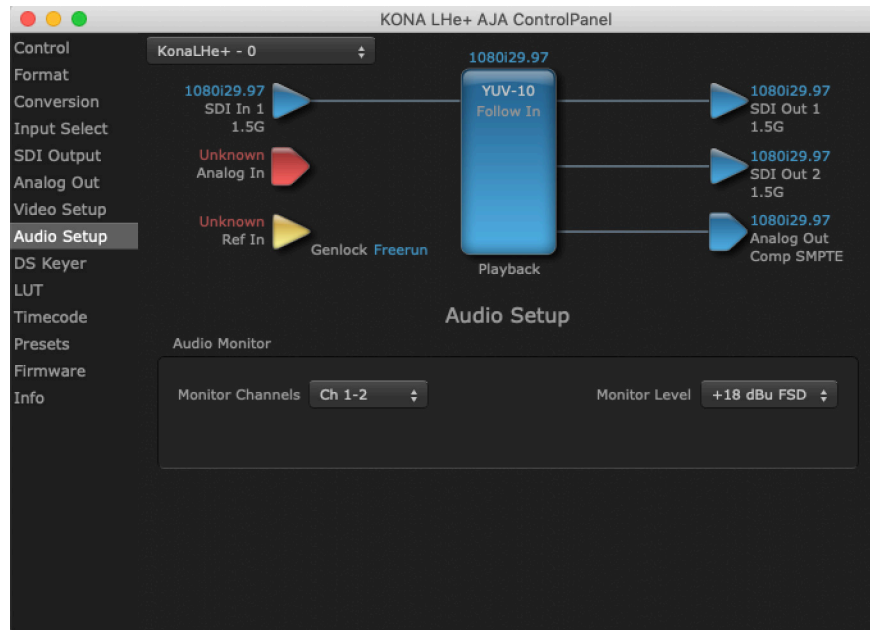 KONA LHe+ AJA ControlPanel
Control
Format
Conversion
Input Select
SDI Output
Analog Out
Video Setup
Audio Setup
DS Keyer
LUT
Timecode
Presets
Firmware
Info
KonaLHe+ - 0
1080i29.97
SDI In 1
1.5G
Unknown
Analog In
Unknown
Ref In
Genlock Freerun
1080i29.97
YUV-10
Follow In
Playback
1080i29.97
SDI Out 1
1.5G
1080i29.97
SDI Out 2
1.5G
1080i29.97
Analog Out
Comp SMPTE
Audio Setup
Audio Monitor
Monitor Channels Ch 1-2
Monitor Level +18 dBu FSD